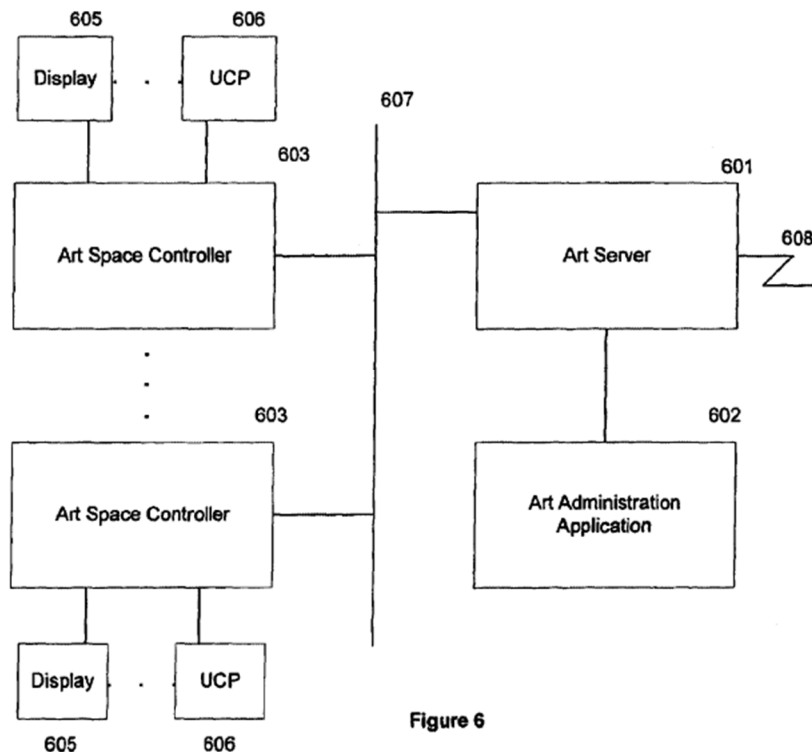 605 606
Display UCP
607
603 601
Art Space Controller Art Server 608
603 602
Art Space Controller Art Administration
Application
Display UCP
Figure 6
605 606